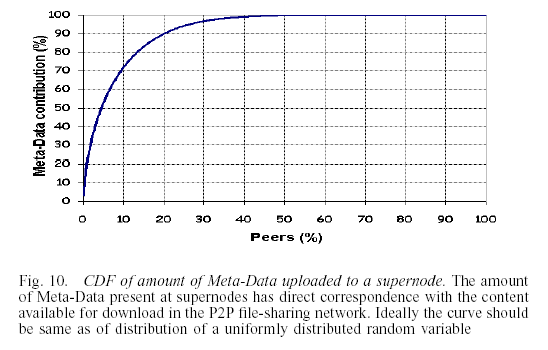 Meta-Data contribution (%)
100
90
80
70
60
50
40
30
20
10
0
0 10 20 30 40 50 60 70 80 90 100
Peers (%)
Fig. 10. CDF of amount of Meta-Data uploaded to a supernode. The amount
of Meta-Data present at supernodes has direct correspondence with the content
available for download in the P2P file-sharing network. Ideally the curve should
be same as of distribution of a uniformly distributed random variable